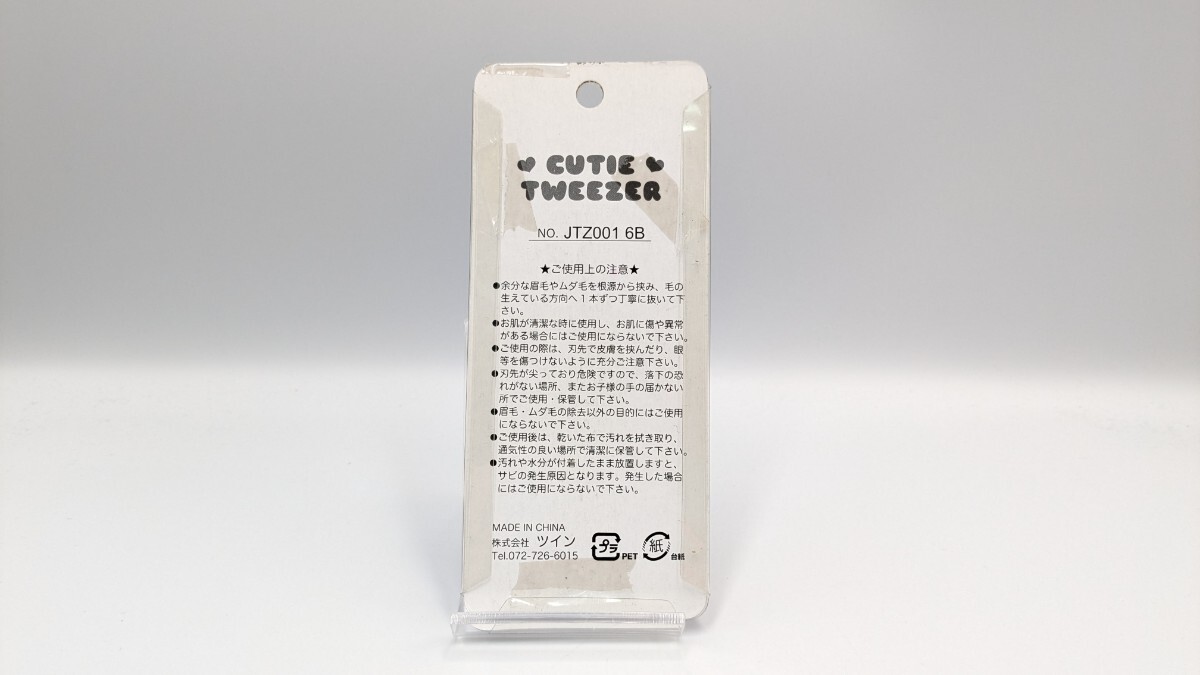 CUTIE
TWEEZER
NO. JTZ001 6B
★ご使用上の注意★
●余分な眉毛やムダ毛を根源から挟み、毛の
生えている方向へ1本ずつ丁寧に抜いて下
さい。
●お肌が清潔な時に使用し、お肌に傷や異常
がある場合にはご使用にならないで下さい。
●ご使用の際は、刃先で皮膚を挟んだり、眼
等を傷つけないように充分ご注意下さい。
●刃先が尖っており危険ですので、落下の恐
れがない場所、またお子様の手の届かない
所でご使用・保管して下さい。
●眉毛・ムダ毛の除去以外の目的にはご使用
にならないで下さい。
●ご使用後は、乾いた布で汚れを拭き取り、
通気性の良い場所で清潔に保管して下さい。
●汚れや水分が付着したまま放置しますと、
サビの発生原因となります。発生した場合
にはご使用にならないで下さい。
MADE IN CHINA
株式会社 ツイン
Tel.072-726-6015
プラ PET 紙 台紙